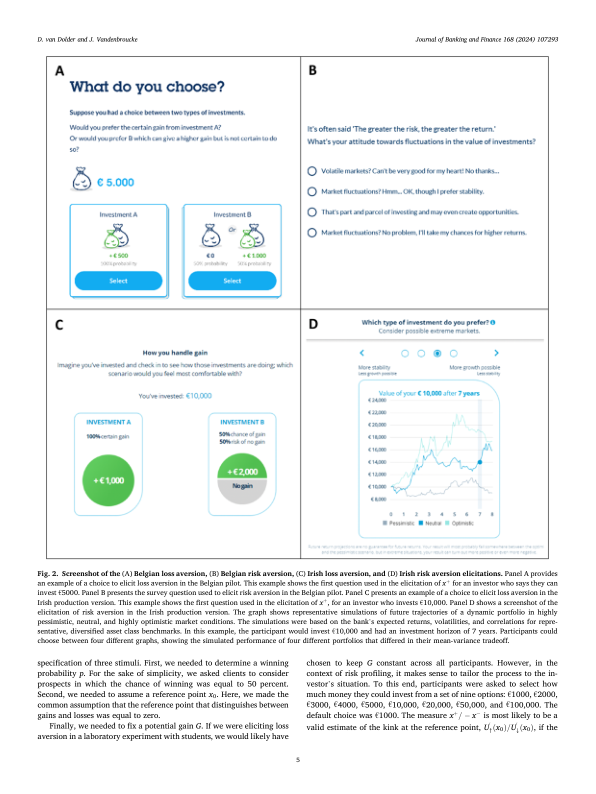 D. van Dolder and J. Vandenbroucke
Journal of Banking and Finance 168 (2024) 107293
A
What do you choose?
Suppose you had a choice between two types of investments.
Would you prefer the certain gain from investment A?
Or would you prefer B which can give a higher gain but is not certain to do
so?
€ 5.000
Investment A
+ € 500
100% probability
Select
Investment B
Or
€ 0
+ € 1.000
50% probability
50% probability
Select
B
It's often said 'The greater the risk, the greater the return.'
What's your attitude towards fluctuations in the value of investments?
Volatile markets? Can't be very good for my heart! No thanks...
Market fluctuations? Hmm... OK, though I prefer stability.
That's part and parcel of investing and may even create opportunities.
Market fluctuations? No problem, I'll take my chances for higher returns.
C
How you handle gain
Imagine you've invested and check in to see how those investments are doing; which
scenario would you feel most comfortable with?
You've invested: €10,000
INVESTMENT A
100% certain gain
+€1,000
INVESTMENT B
50% chance of gain
50% risk of no gain
+€2,000
No gain
D
Which type of investment do you prefer?
Consider possible extreme markets.
More stability
Less growth possible
More growth possible
Less stability
Value of your € 10,000 after 7 years
€ 24,000
€ 22,000
€ 20,000
€ 18,000
€ 16,000
€ 14,000
€ 12,000
€ 10,000
€ 8,000
0 1 2 3 4 5 6 7 8
Pessimistic Neutral Optimistic
Fig. 2. Screenshot of the (A) Belgian loss aversion, (B) Belgian risk aversion, (C) Irish loss aversion, and (D) Irish risk aversion elicitations. Panel A provides
an example of a choice to elicit loss aversion in the Belgian pilot. This example shows the first question used in the elicitation of x⁺ for an investor who says they can
invest €5000. Panel B presents the survey question used to elicit risk aversion in the Belgian pilot. Panel C presents an example of a choice to elicit loss aversion in the
Irish production version. This example shows the first question used in the elicitation of x⁺, for an investor who invests €10,000. Panel D shows a screenshot of the
elicitation of risk aversion in the Irish production version. The graph shows representative simulations of future trajectories of a dynamic portfolio in highly
pessimistic, neutral, and highly optimistic market conditions. The simulations were based on the bank's expected returns, volatilities, and correlations for repre-
sentative, diversified asset class benchmarks. In this example, the participant would invest €10,000 and had an investment horizon of 7 years. Participants could
choose between four different graphs, showing the simulated performance of four different portfolios that differed in their mean-variance tradeoff.
specification of three stimuli. First, we needed to determine a winning
probability p. For the sake of simplicity, we asked clients to consider
prospects in which the chance of winning was equal to 50 percent.
Second, we needed to assume a reference point x₀. Here, we made the
common assumption that the reference point that distinguishes between
gains and losses was equal to zero.
Finally, we needed to fix a potential gain G. If we were eliciting loss
aversion in a laboratory experiment with students, we would likely have
chosen to keep G constant across all participants. However, in the
context of risk profiling, it makes sense to tailor the process to the in-
vestor's situation. To this end, participants were asked to select how
much money they could invest from a set of nine options: €1000, €2000,
€3000, €4000, €5000, €10,000, €20,000, €50,000, and €100,000. The
default choice was €1000. The measure x⁺/ − x⁻ is most likely to be a
valid estimate of the kink at the reference point, U′↑(x₀)/U′↓(x₀), if the
5